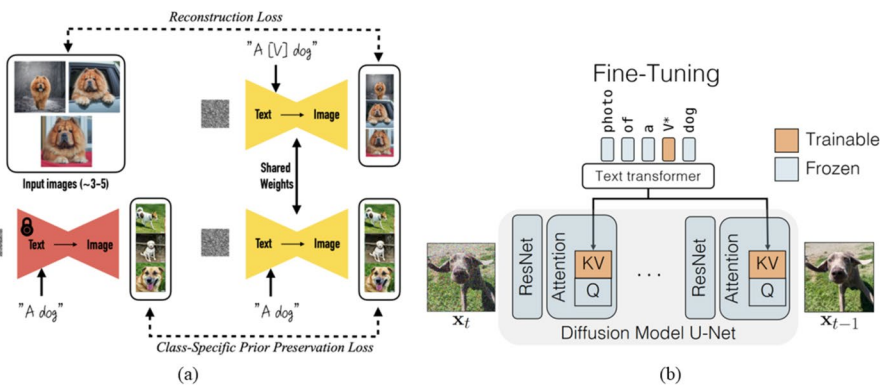 Reconstruction Loss
"A [V] dog"
Text → Image
Input images (~3-5)
Shared
Weights
Text → Image
Text → Image
"A dog"
"A dog"
Class-Specific Prior Preservation Loss
(a)
Fine-Tuning
photo
of
a
V*
dog
Trainable
Frozen
Text transformer
ResNet
Attention
KV
Q
...
ResNet
Attention
KV
Q
x_t
x_{t−1}
Diffusion Model U-Net
(b)